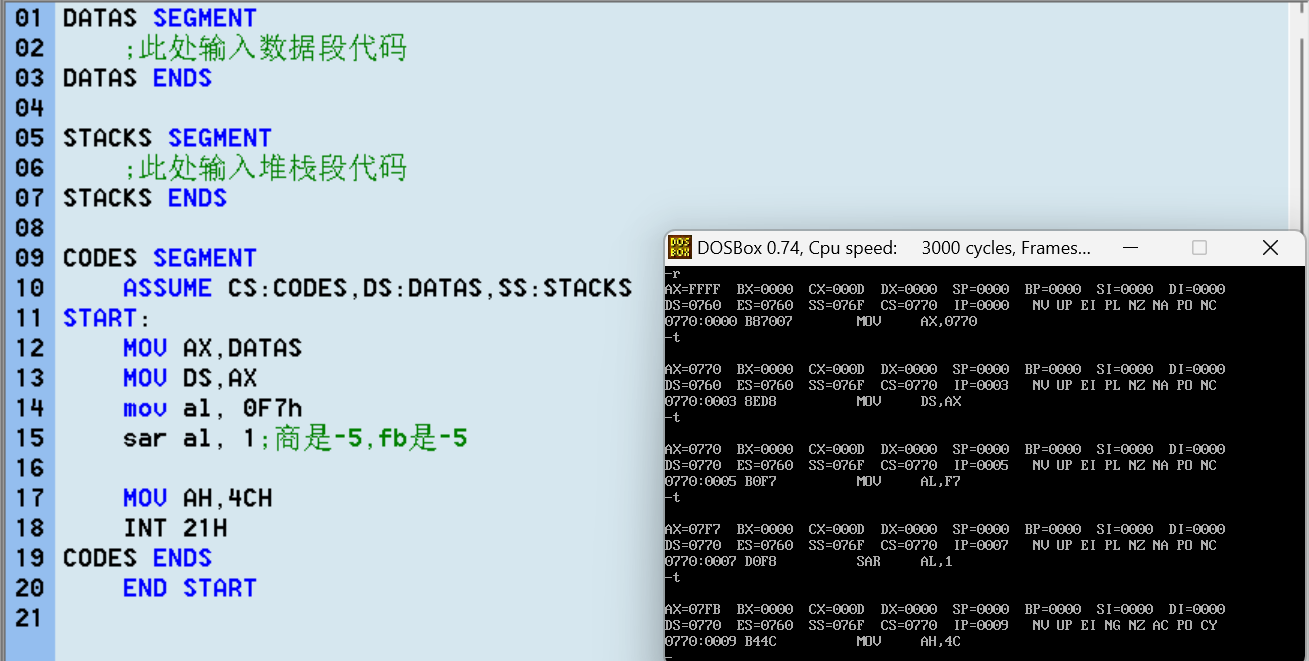 01 DATAS SEGMENT
02     ;此处输入数据段代码
03 DATAS ENDS
04
05 STACKS SEGMENT
06     ;此处输入堆栈段代码
07 STACKS ENDS
08
09 CODES SEGMENT
10     ASSUME CS:CODES,DS:DATAS,SS:STACKS
11 START:
12     MOV AX,DATAS
13     MOV DS,AX
14     mov al, 0F7h
15     sar al, 1;商是-5,fb是-5
16
17     MOV AH,4CH
18     INT 21H
19 CODES ENDS
20     END START
21
DOSBox 0.74, Cpu speed:    3000 cycles, Frames...
-r
AX=FFFF  BX=0000  CX=000D  DX=0000  SP=0000  BP=0000  SI=0000  DI=0000
DS=0760  ES=0760  SS=076F  CS=0770  IP=0000   NV UP EI PL NZ NA PO NC
0770:0000 B87007        MOV     AX,0770
-t
AX=0770  BX=0000  CX=000D  DX=0000  SP=0000  BP=0000  SI=0000  DI=0000
DS=0760  ES=0760  SS=076F  CS=0770  IP=0003   NV UP EI PL NZ NA PO NC
0770:0003 8ED8          MOV     DS,AX
-t
AX=0770  BX=0000  CX=000D  DX=0000  SP=0000  BP=0000  SI=0000  DI=0000
DS=0770  ES=0760  SS=076F  CS=0770  IP=0005   NV UP EI PL NZ NA PO NC
0770:0005 B0F7          MOV     AL,F7
-t
AX=07F7  BX=0000  CX=000D  DX=0000  SP=0000  BP=0000  SI=0000  DI=0000
DS=0770  ES=0760  SS=076F  CS=0770  IP=0007   NV UP EI PL NZ NA PO NC
0770:0007 D0F8          SAR     AL,1
-t
AX=07FB  BX=0000  CX=000D  DX=0000  SP=0000  BP=0000  SI=0000  DI=0000
DS=0770  ES=0760  SS=076F  CS=0770  IP=0009   NV UP EI NG NZ AC PO CY
0770:0009 B44C          MOV     AH,4C
-